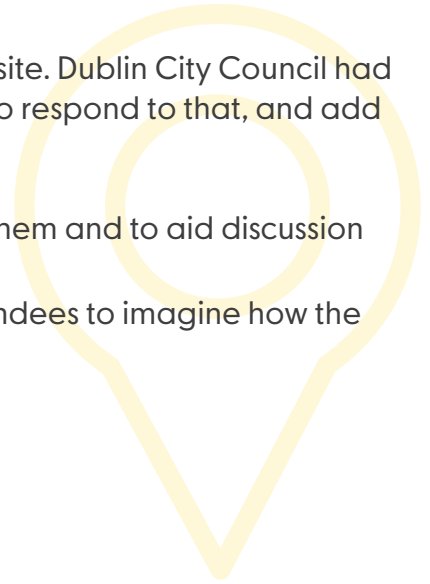 site. Dublin City Council had
o respond to that, and add
hem and to aid discussion
ndees to imagine how the